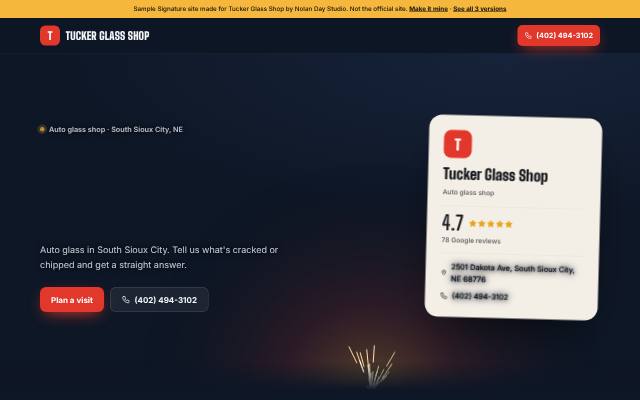 Sample Signature site made for Tucker Glass Shop by Nolan Day Studio. Not the official site. Make it mine · See all 3 versions
T TUCKER GLASS SHOP
(402) 494-3102
Auto glass shop · South Sioux City, NE
Auto glass in South Sioux City. Tell us what's cracked or
chipped and get a straight answer.
Plan a visit
(402) 494-3102
T
Tucker Glass Shop
Auto glass shop
4.7
78 Google reviews
2501 Dakota Ave, South Sioux City,
NE 68776
(402) 494-3102